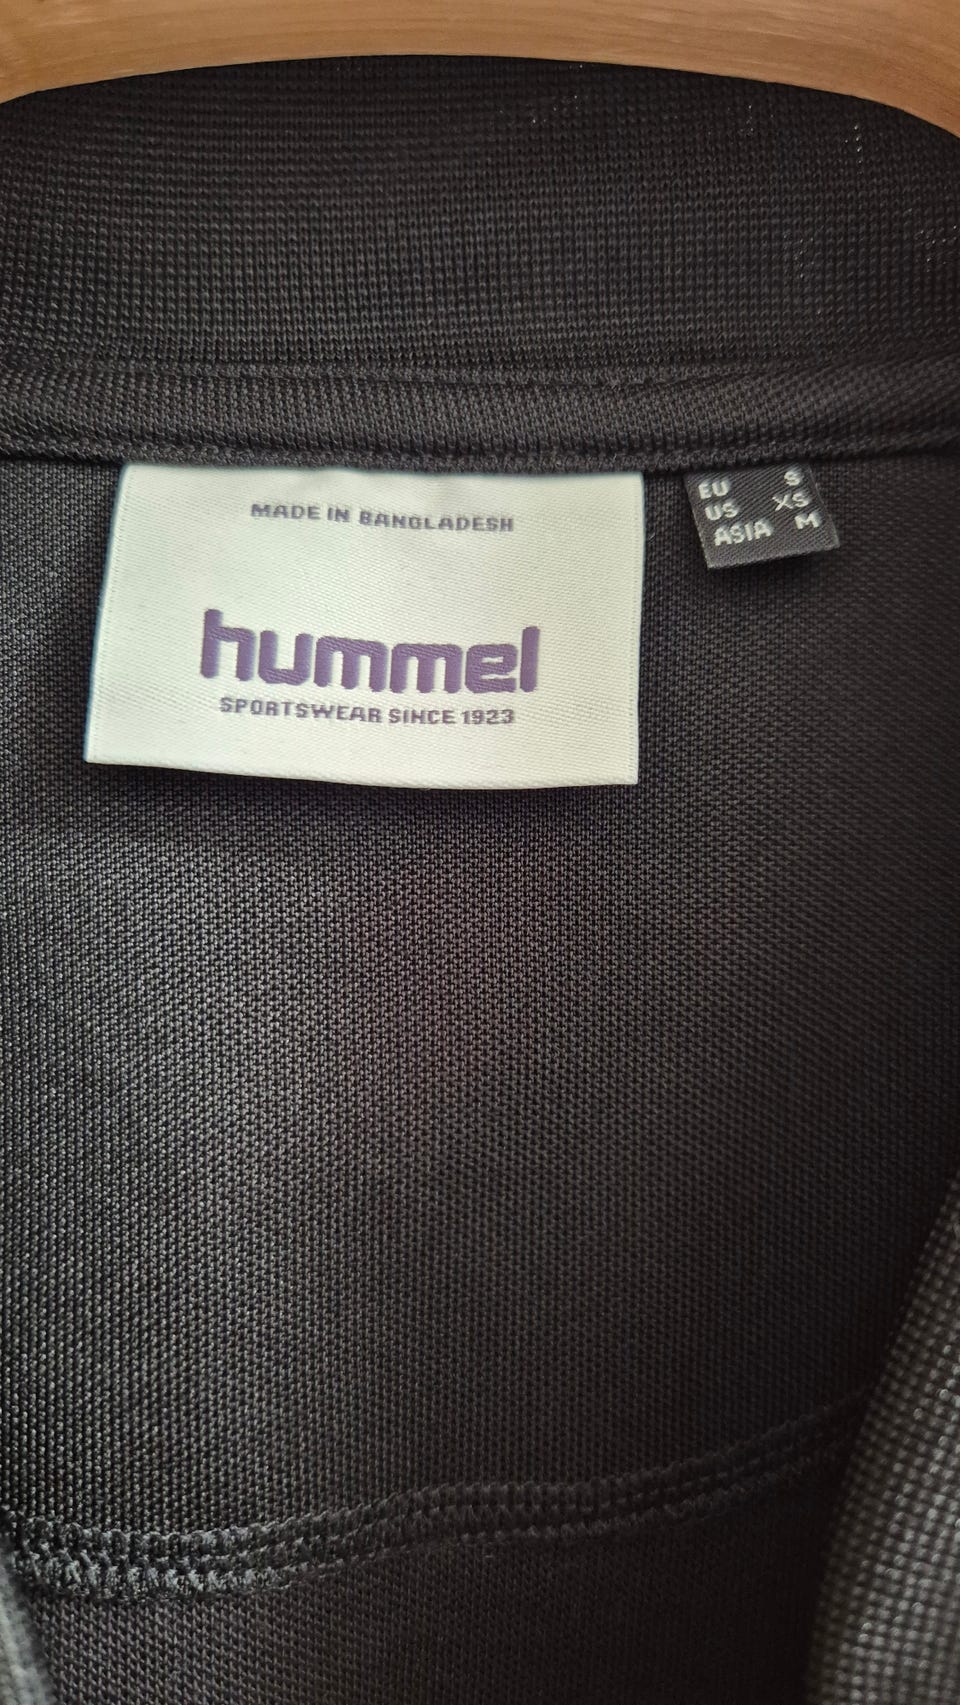 MADE IN BANGLADESH
hummel
SPORTSWEAR SINCE 1923
EU S
US XS
ASIA M